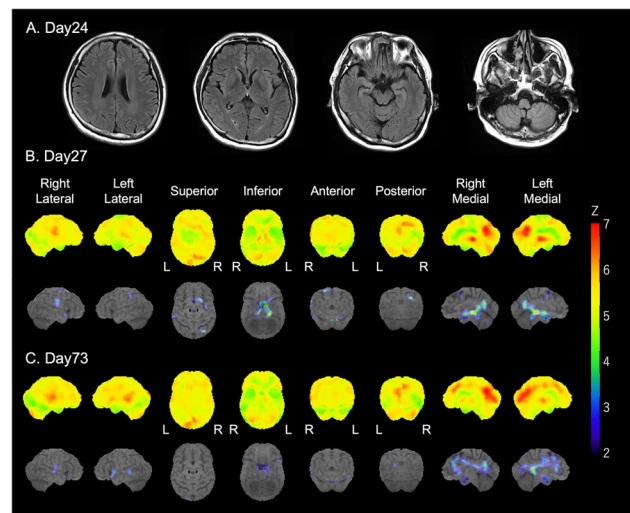 A. Day24
B. Day27
Right Lateral
Left Lateral
Superior
Inferior
Anterior
Posterior
Right Medial
Left Medial
Z
7
6
5
4
3
2
L R R L R L L R
C. Day73
L R R L R L L R